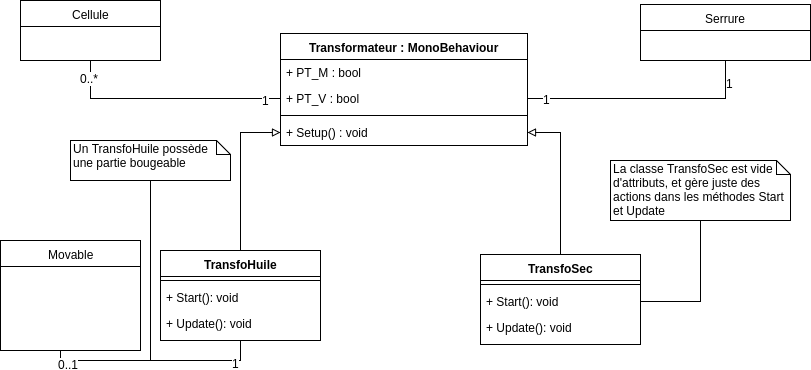 Cellule
0..*
1
Transformateur : MonoBehaviour
+ PT_M : bool
+ PT_V : bool
+ Setup() : void
Serrure
1
1
Un TransfoHuile possède
une partie bougeable
La classe TransfoSec est vide
d'attributs, et gère juste des
actions dans les méthodes Start
et Update
Movable
0..1
TransfoHuile
+ Start(): void
+ Update(): void
1
TransfoSec
+ Start(): void
+ Update(): void